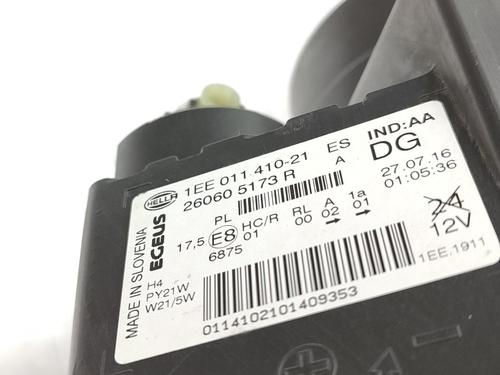 HELLA 1EE 011 410-21 ES IND:AA
26060 5173 R A DG
27.07.16
01:05:36
PL HC/R RL A 1a
17,5 E8 01 00 02 01
6875
24
12V
1EE.1911
MADE IN SLOVENIA
EGEUS
H4
PY21W
W21/5W
0114102101409353